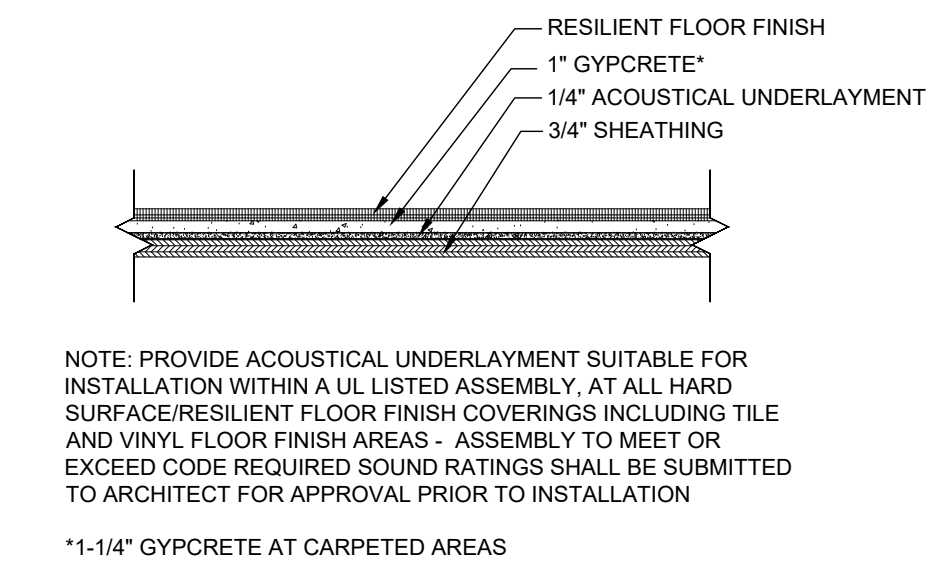 RESILIENT FLOOR FINISH
1" GYPCRETE*
1/4" ACOUSTICAL UNDERLAYMENT
3/4" SHEATHING
NOTE: PROVIDE ACOUSTICAL UNDERLAYMENT SUITABLE FOR
INSTALLATION WITHIN A UL LISTED ASSEMBLY, AT ALL HARD
SURFACE/RESILIENT FLOOR FINISH COVERINGS INCLUDING TILE
AND VINYL FLOOR FINISH AREAS - ASSEMBLY TO MEET OR
EXCEED CODE REQUIRED SOUND RATINGS SHALL BE SUBMITTED
TO ARCHITECT FOR APPROVAL PRIOR TO INSTALLATION
*1-1/4" GYPCRETE AT CARPETED AREAS